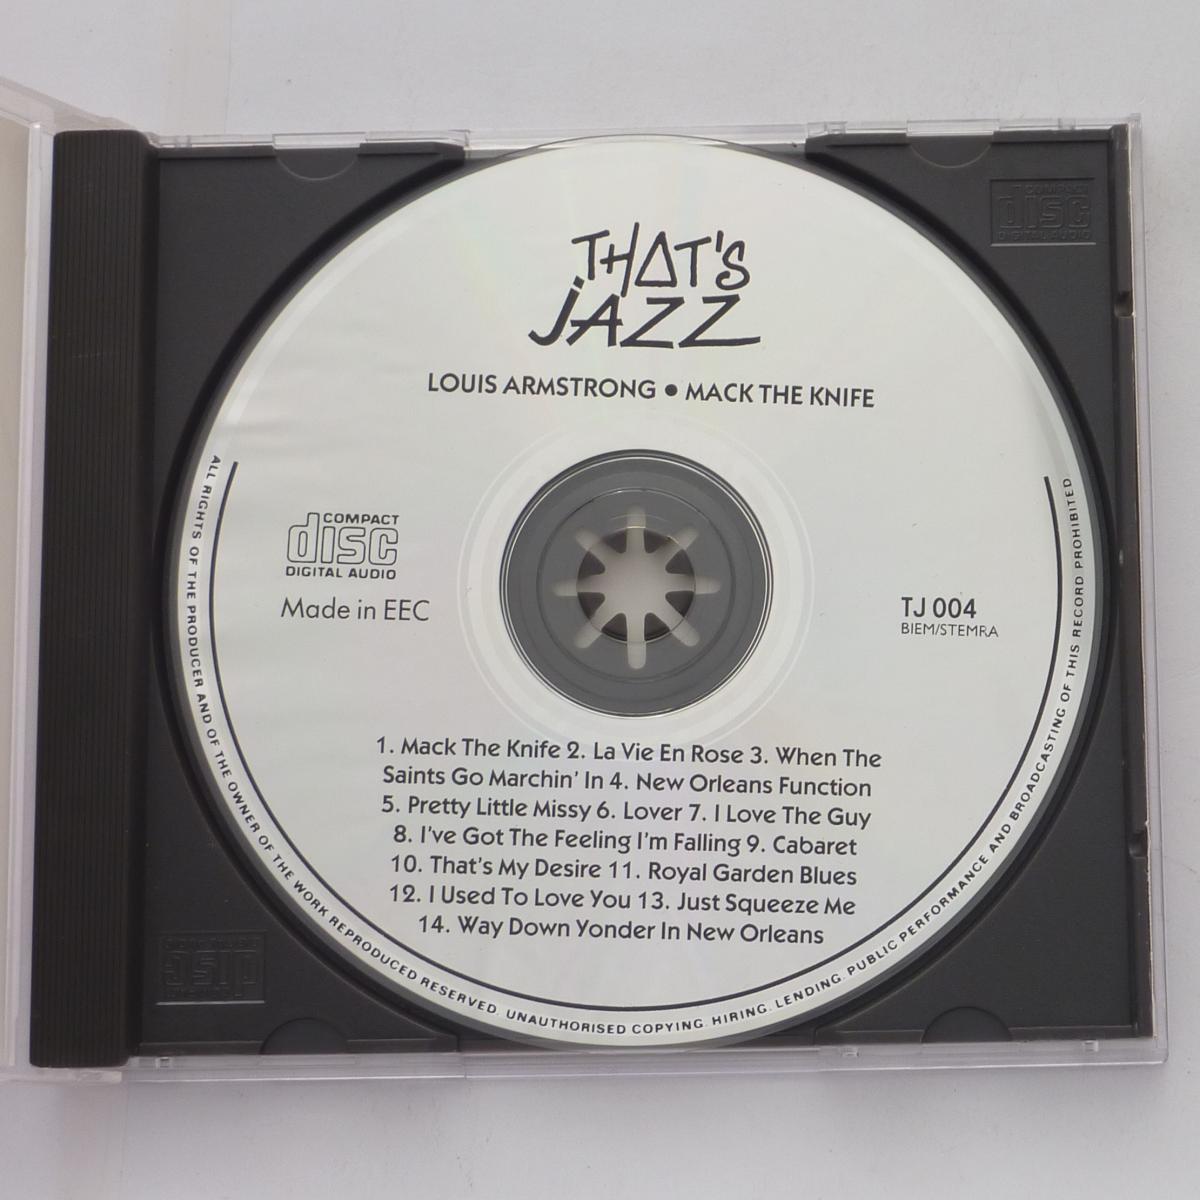 THAT'S
JAZZ
LOUIS ARMSTRONG • MACK THE KNIFE
COMPACT
disc
DIGITAL AUDIO
Made in EEC
TJ 004
BIEM/STEMRA
1. Mack The Knife 2. La Vie En Rose 3. When The
Saints Go Marchin' In 4. New Orleans Function
5. Pretty Little Missy 6. Lover 7. I Love The Guy
8. I've Got The Feeling I'm Falling 9. Cabaret
10. That's My Desire 11. Royal Garden Blues
12. I Used To Love You 13. Just Squeeze Me
14. Way Down Yonder In New Orleans
ALL RIGHTS OF THE PRODUCER AND OF THE OWNER OF THE WORK REPRODUCED RESERVED. UNAUTHORISED COPYING. HIRING. LENDING. PUBLIC PERFORMANCE AND BROADCASTING OF THIS RECORD PROHIBITED
COMPACT
disc
DIGITAL AUDIO
disc